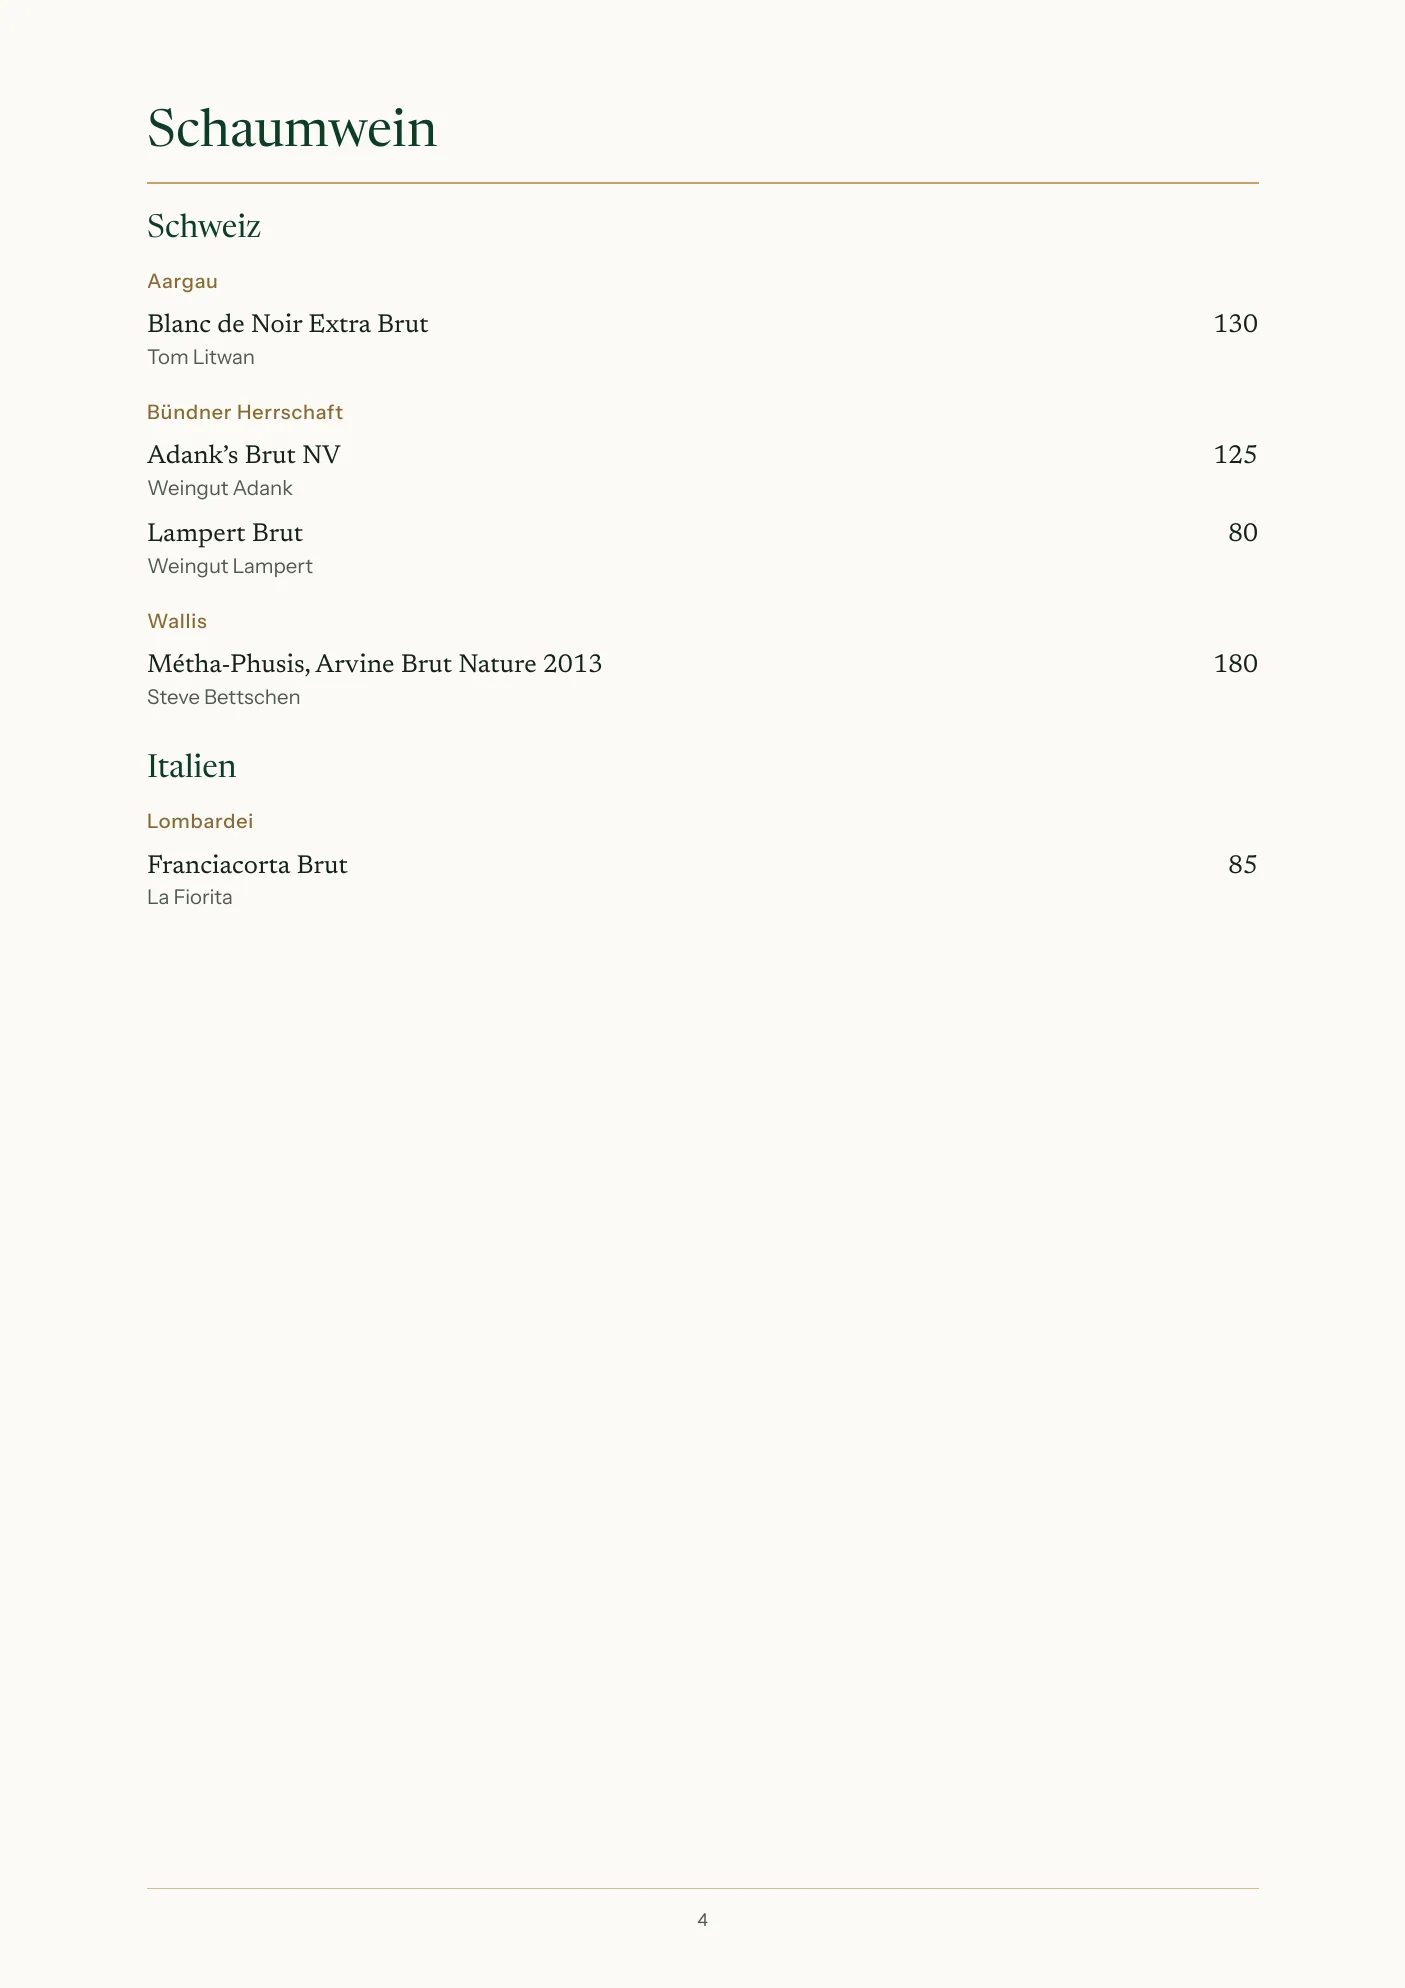 Schaumwein
Schweiz
Aargau
Blanc de Noir Extra Brut 130
Tom Litwan
Bündner Herrschaft
Adank’s Brut NV 125
Weingut Adank
Lampert Brut 80
Weingut Lampert
Wallis
Métha-Phusis, Arvine Brut Nature 2013 180
Steve Bettschen
Italien
Lombardei
Franciacorta Brut 85
La Fiorita
4